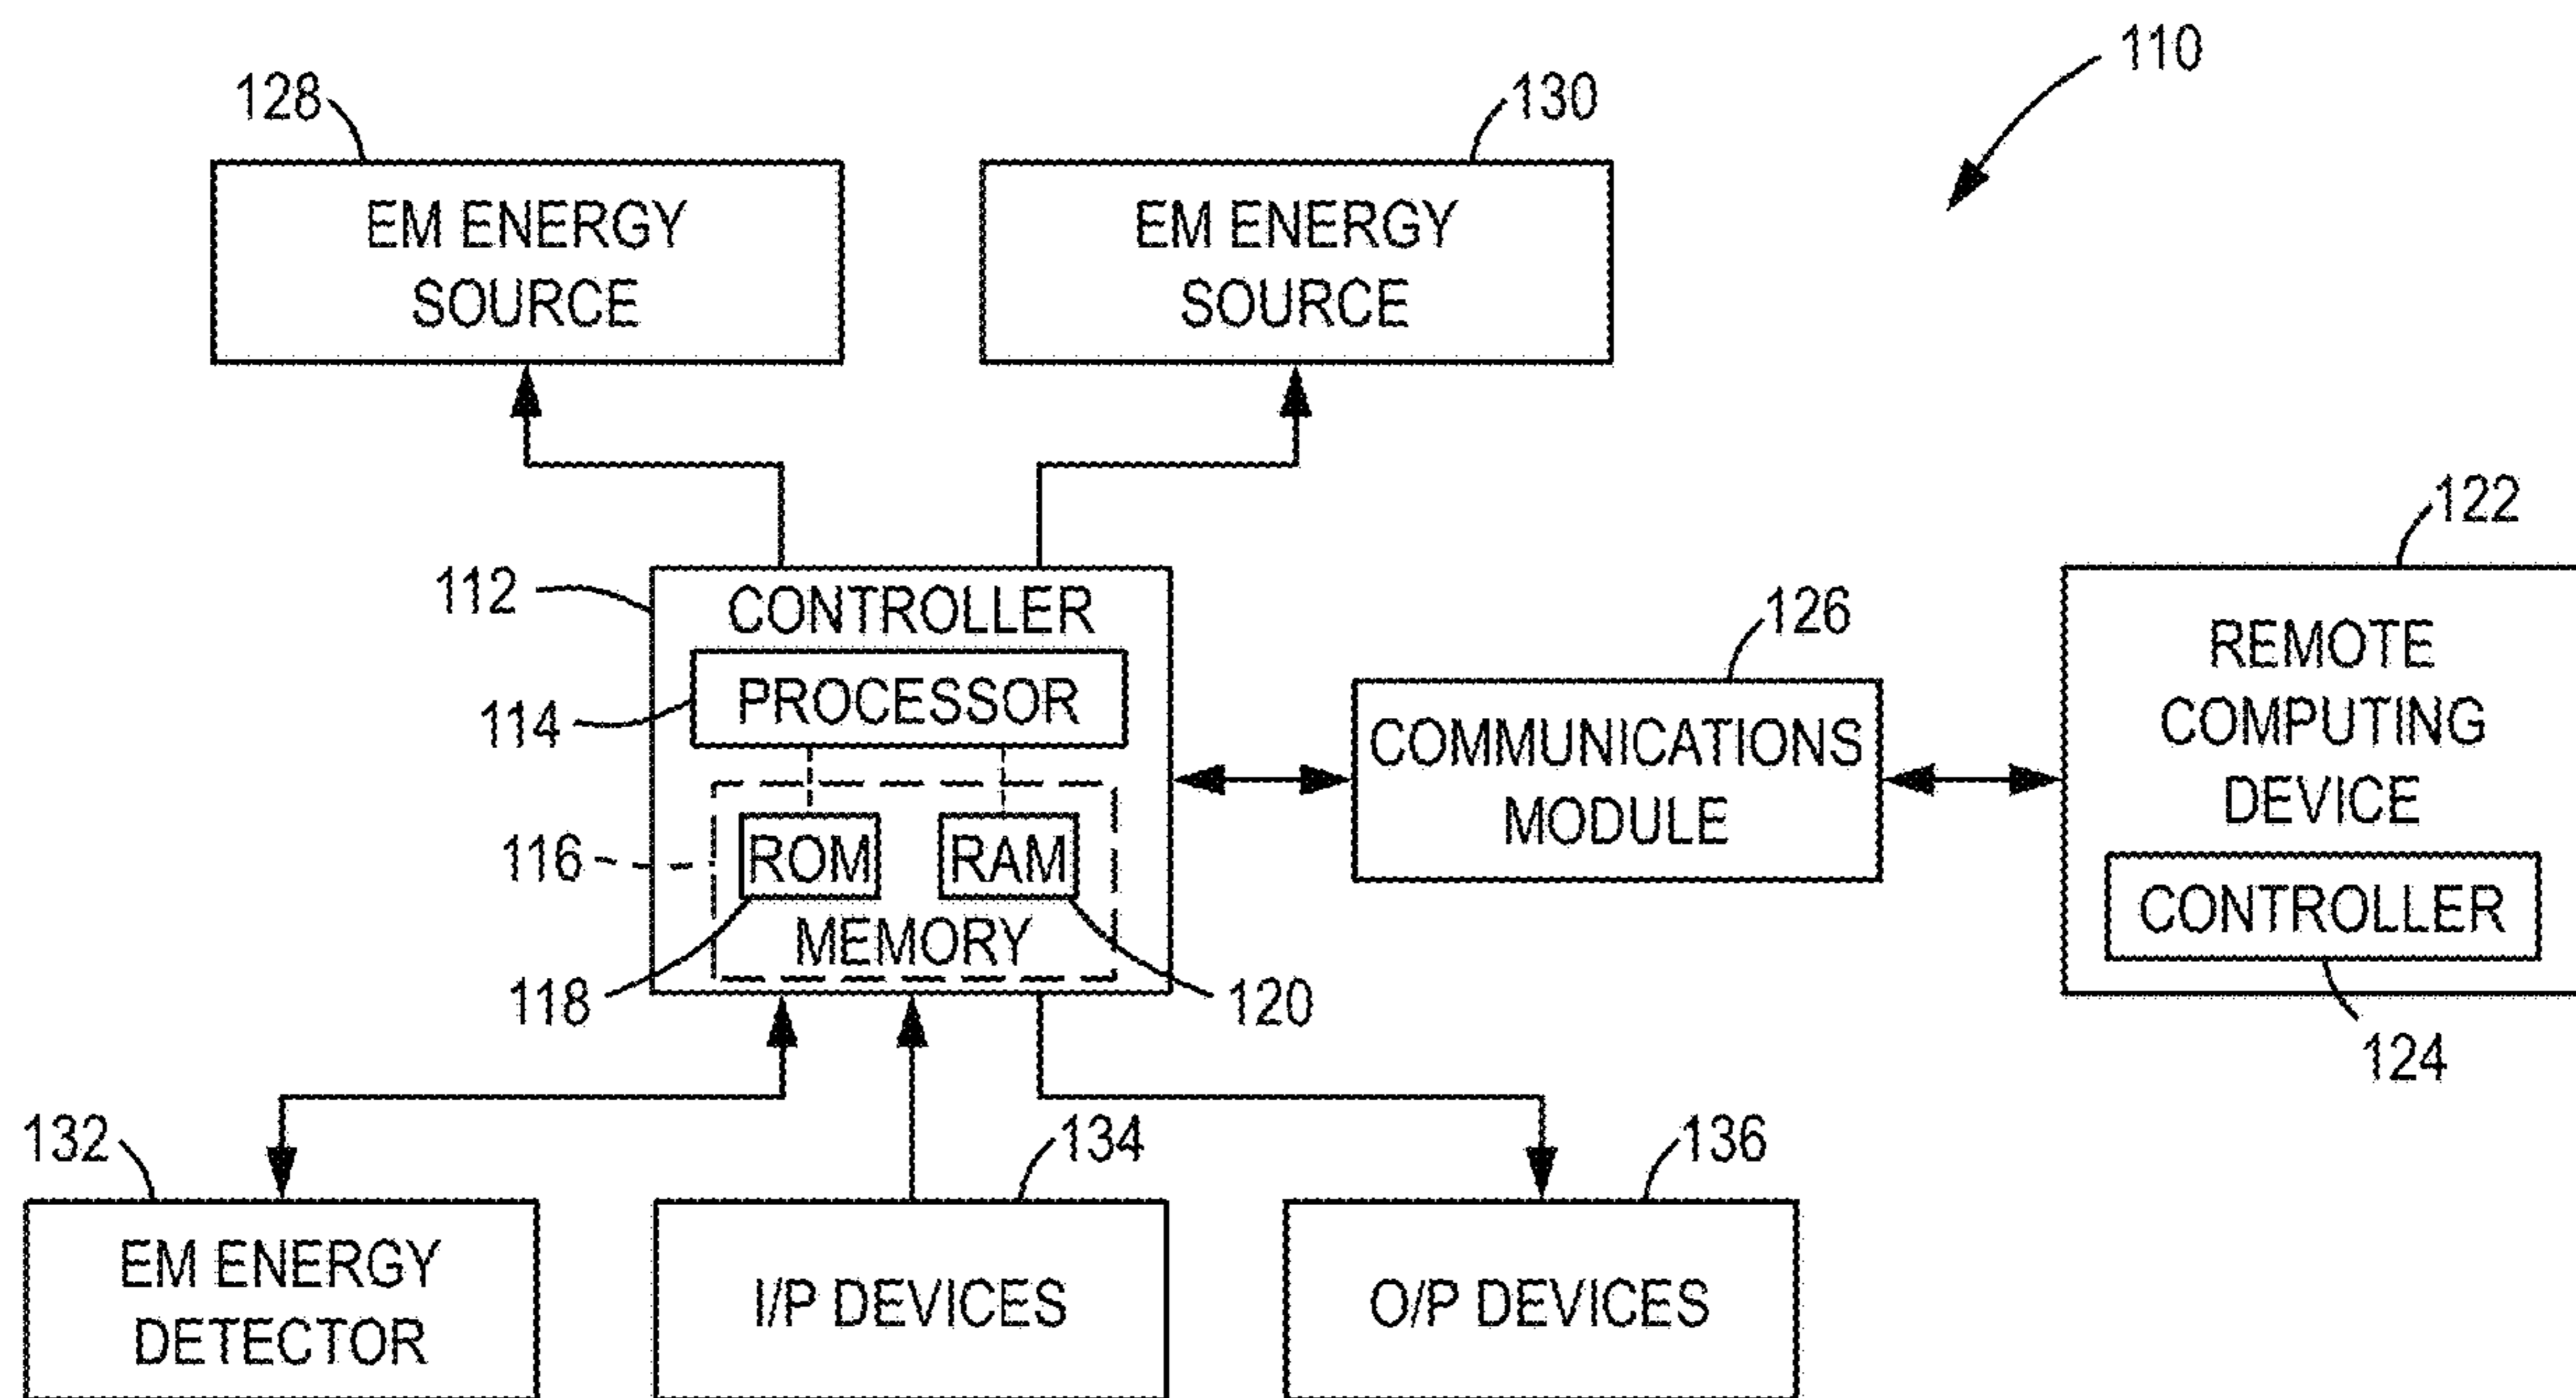 110
128
130
EM ENERGY
SOURCE
EM ENERGY
SOURCE
122
112
CONTROLLER
126
REMOTE
COMPUTING
DEVICE
114
PROCESSOR
COMMUNICATIONS
MODULE
116
ROM
RAM
MEMORY
CONTROLLER
118
120
124
132
134
136
EM ENERGY
DETECTOR
I/P DEVICES
O/P DEVICES